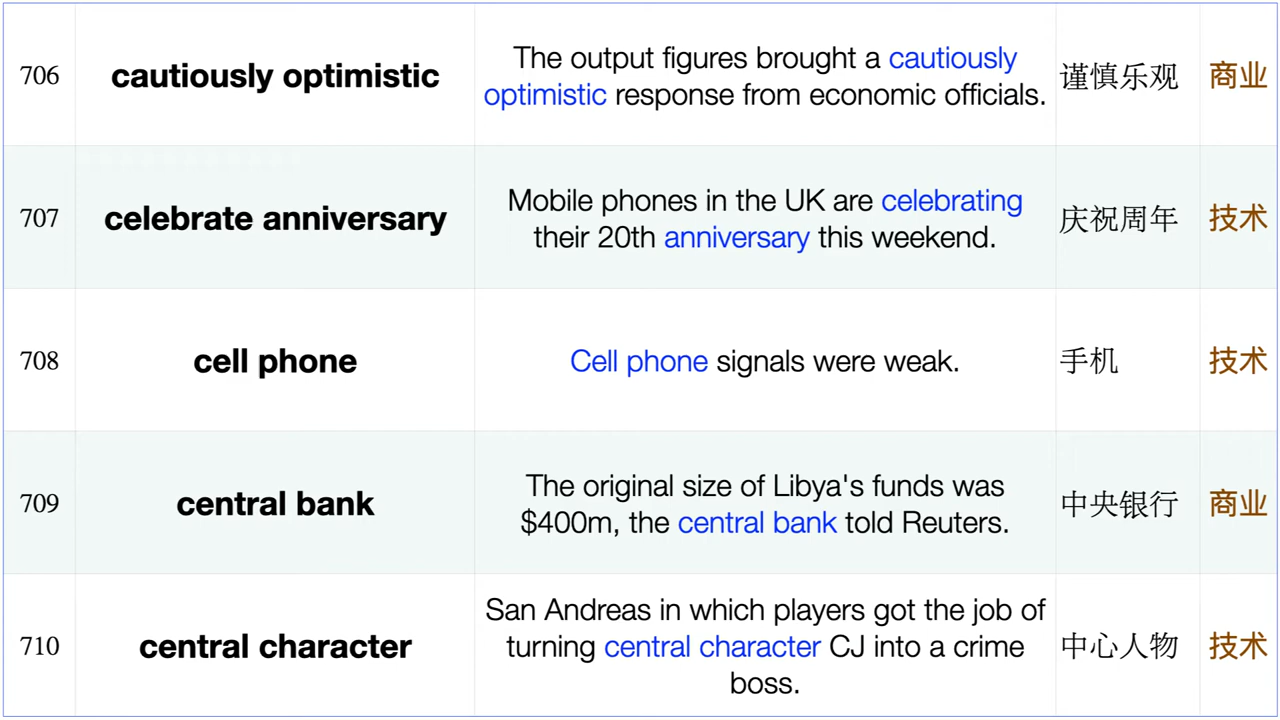 706 cautiously optimistic The output figures brought a cautiously optimistic response from economic officials. 谨慎乐观 商业
707 celebrate anniversary Mobile phones in the UK are celebrating their 20th anniversary this weekend. 庆祝周年 技术
708 cell phone Cell phone signals were weak. 手机 技术
709 central bank The original size of Libya's funds was $400m, the central bank told Reuters. 中央银行 商业
710 central character San Andreas in which players got the job of turning central character CJ into a crime boss. 中心人物 技术